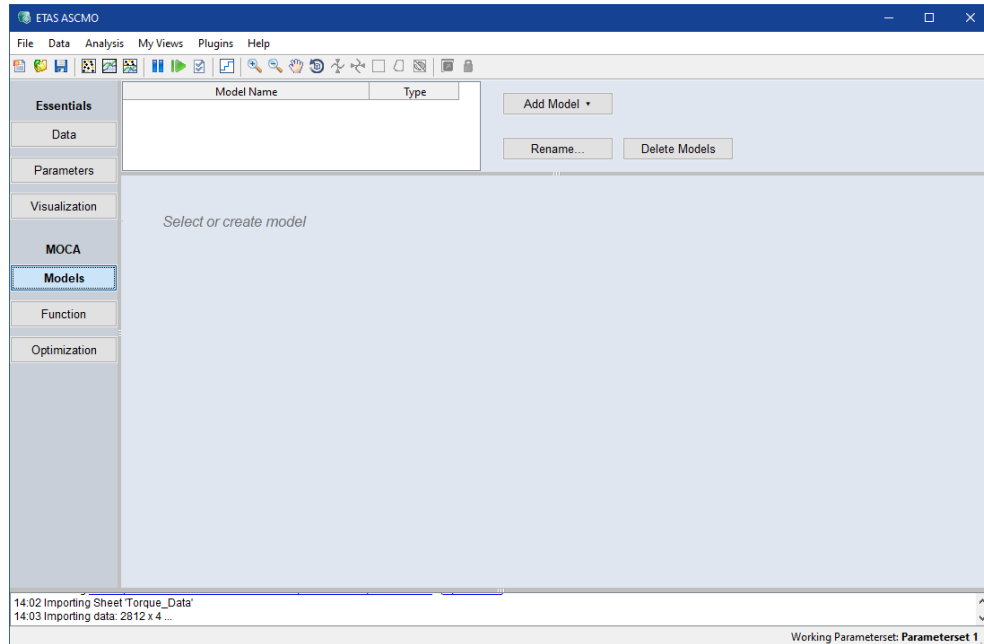 ETAS ASCMO
File Data Analysis My Views Plugins Help
Essentials
Data
Parameters
Visualization
MOCA
Models
Function
Optimization
Model Name Type
Add Model
Rename... Delete Models
Select or create model
14:02 Importing Sheet 'Torque_Data'
14:03 Importing data: 2812 x 4 ...
Working Parameterset: Parameterset 1